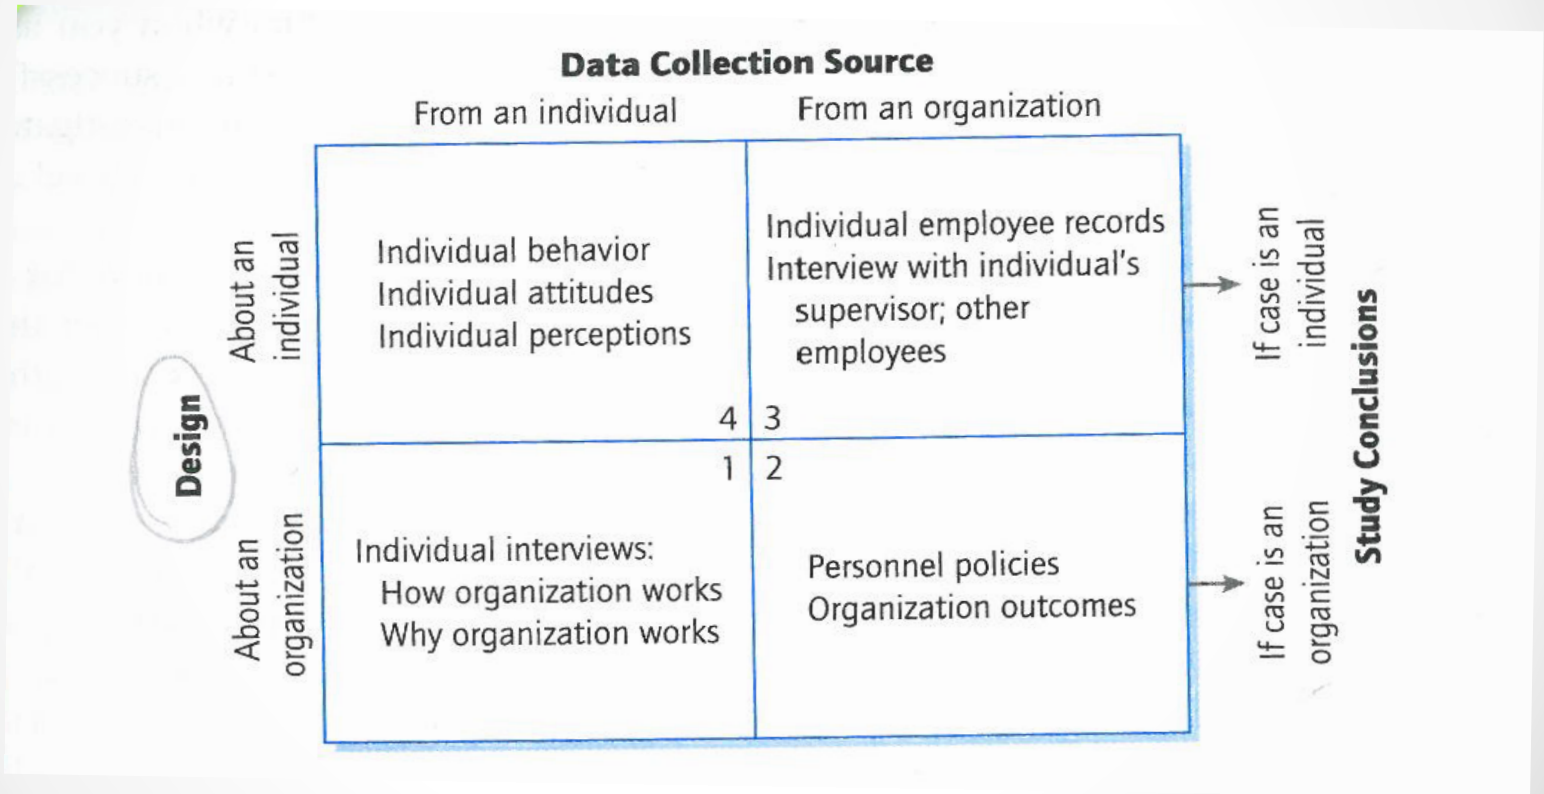 Data Collection Source
From an individual
From an organization
About an
individual
Individual behavior
Individual attitudes
Individual perceptions
4
Individual employee records
Interview with individual's
supervisor; other
employees
3
If case is an
individual
Design
About an
organization
1
Individual interviews:
How organization works
Why organization works
2
Personnel policies
Organization outcomes
If case is an
organization
Study Conclusions